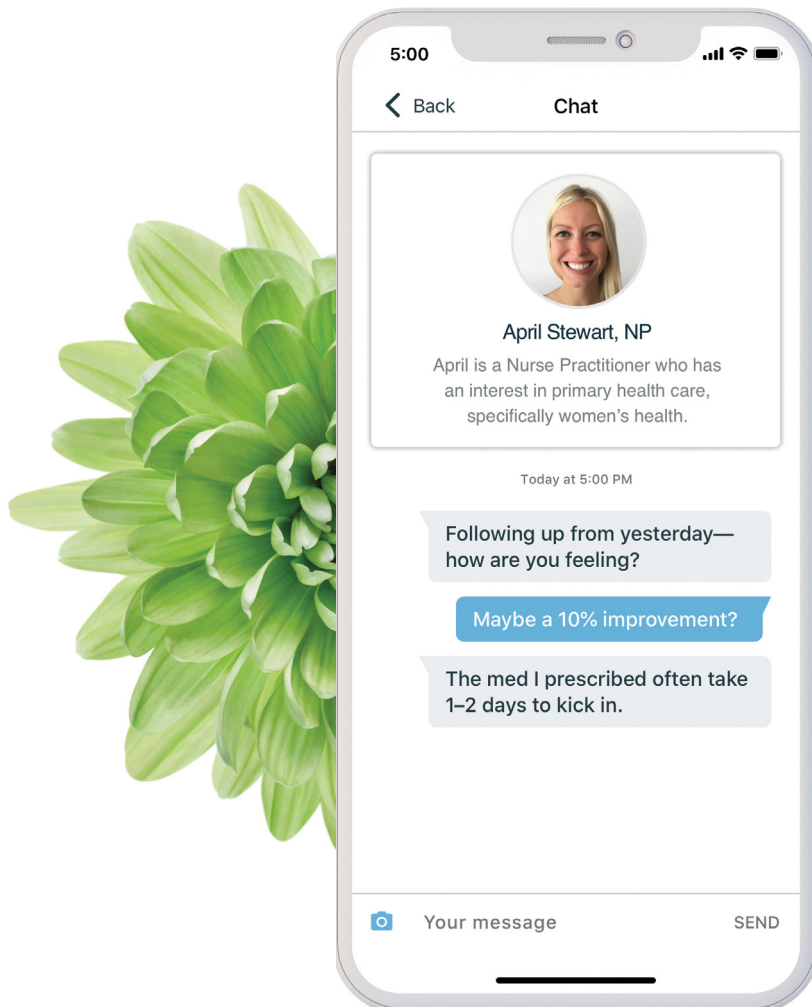 5:00
Back
Chat
April Stewart, NP
April is a Nurse Practitioner who has
an interest in primary health care,
specifically women’s health.
Today at 5:00 PM
Following up from yesterday—
how are you feeling?
Maybe a 10% improvement?
The med I prescribed often take
1–2 days to kick in.
Your message
SEND